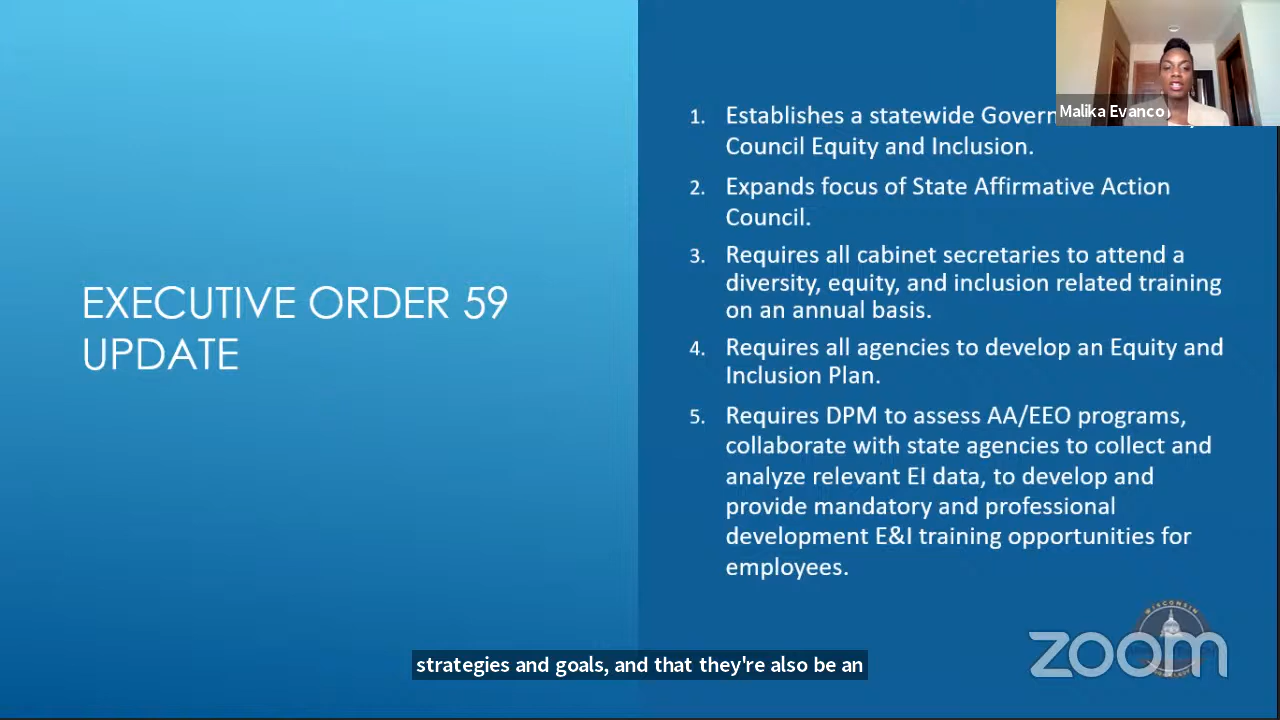 Malika Evanco
EXECUTIVE ORDER 59
UPDATE
1. Establishes a statewide
Council Equity and Inclusion.
2. Expands focus of State Affirmative Action
Council.
3. Requires all cabinet secretaries to attend a
diversity, equity, and inclusion related training
on an annual basis.
4. Requires all agencies to develop an Equity and
Inclusion Plan.
5. Requires DPM to assess AA/EEO programs,
collaborate with state agencies to collect and
analyze relevant EI data, to develop and
provide mandatory and professional
development E&I training opportunities for
employees.
WISCONSIN
zoom
strategies and goals, and that they're also be an